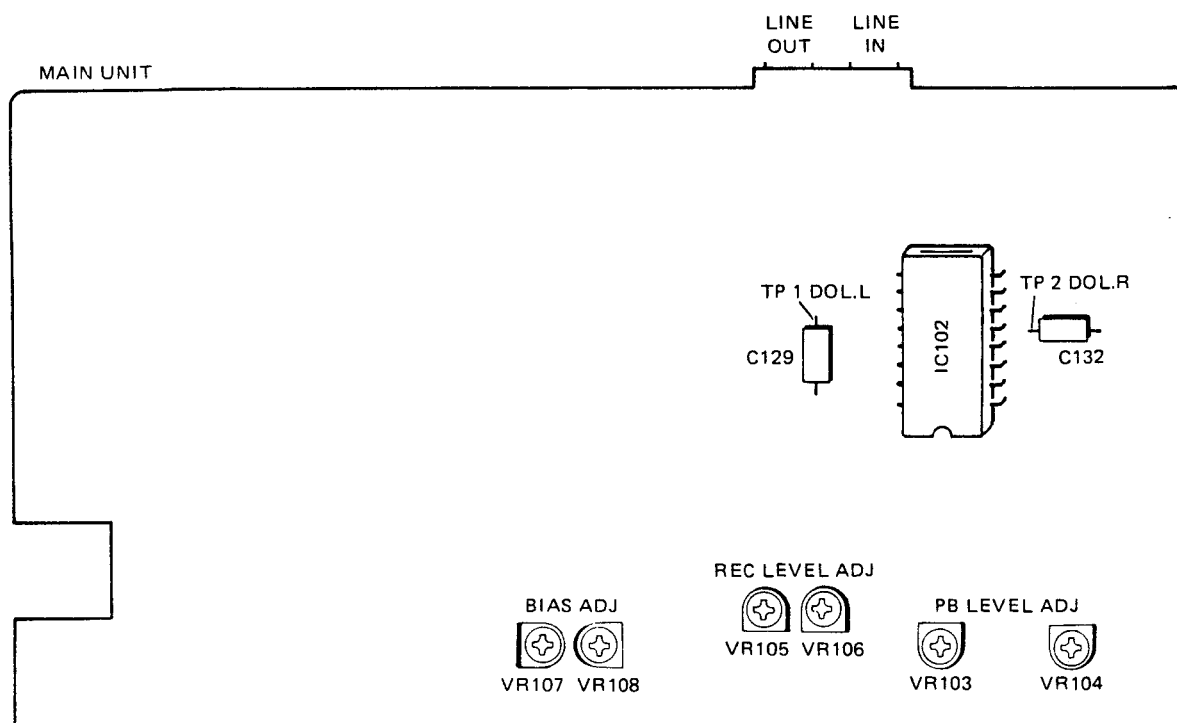 LINE OUT
LINE IN
MAIN UNIT
TP 1 DOL.L
TP 2 DOL.R
C129
IC102
C132
REC LEVEL ADJ
BIAS ADJ
PB LEVEL ADJ
VR105 VR106
VR107 VR108
VR103
VR104